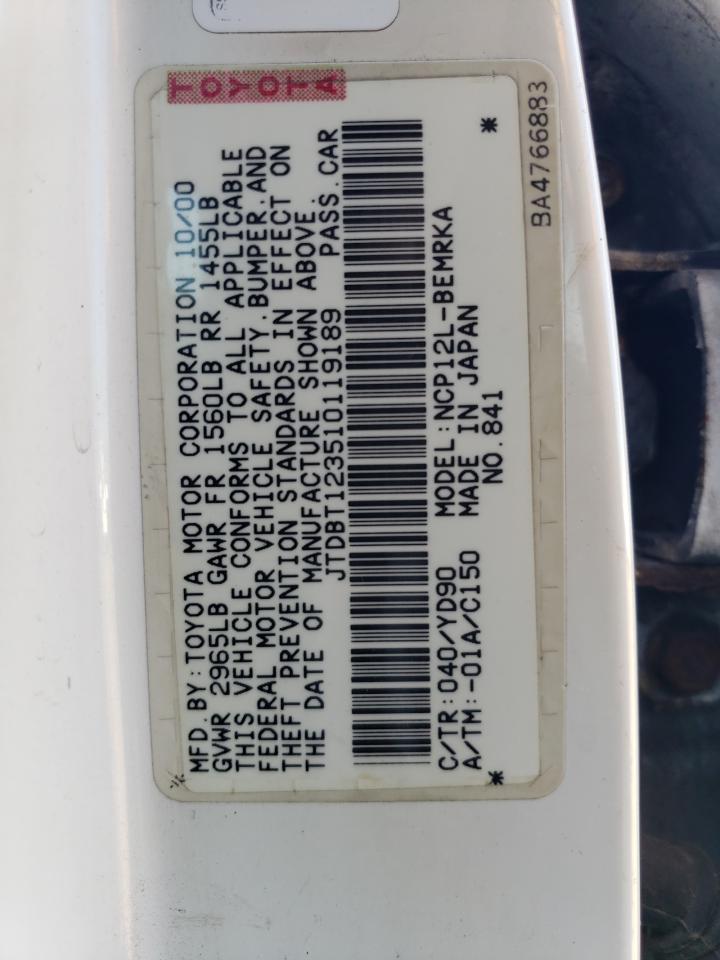 TOYOTA
MFD.BY:TOYOTA MOTOR CORPORATION 10/00
GVWR 2965LB GAWR FR 1560LB RR 1455LB
THIS VEHICLE CONFORMS TO ALL APPLICABLE
FEDERAL MOTOR VEHICLE SAFETY,BUMPER,AND
THEFT PREVENTION STANDARDS IN EFFECT ON
THE DATE OF MANUFACTURE SHOWN ABOVE.
JTDBT123510119189 PASS.CAR
C/TR:040/YD90 MODEL:NCP12L-BEMRKA
A/TM:-01A/C150 MADE IN JAPAN
NO.841
BA4766883